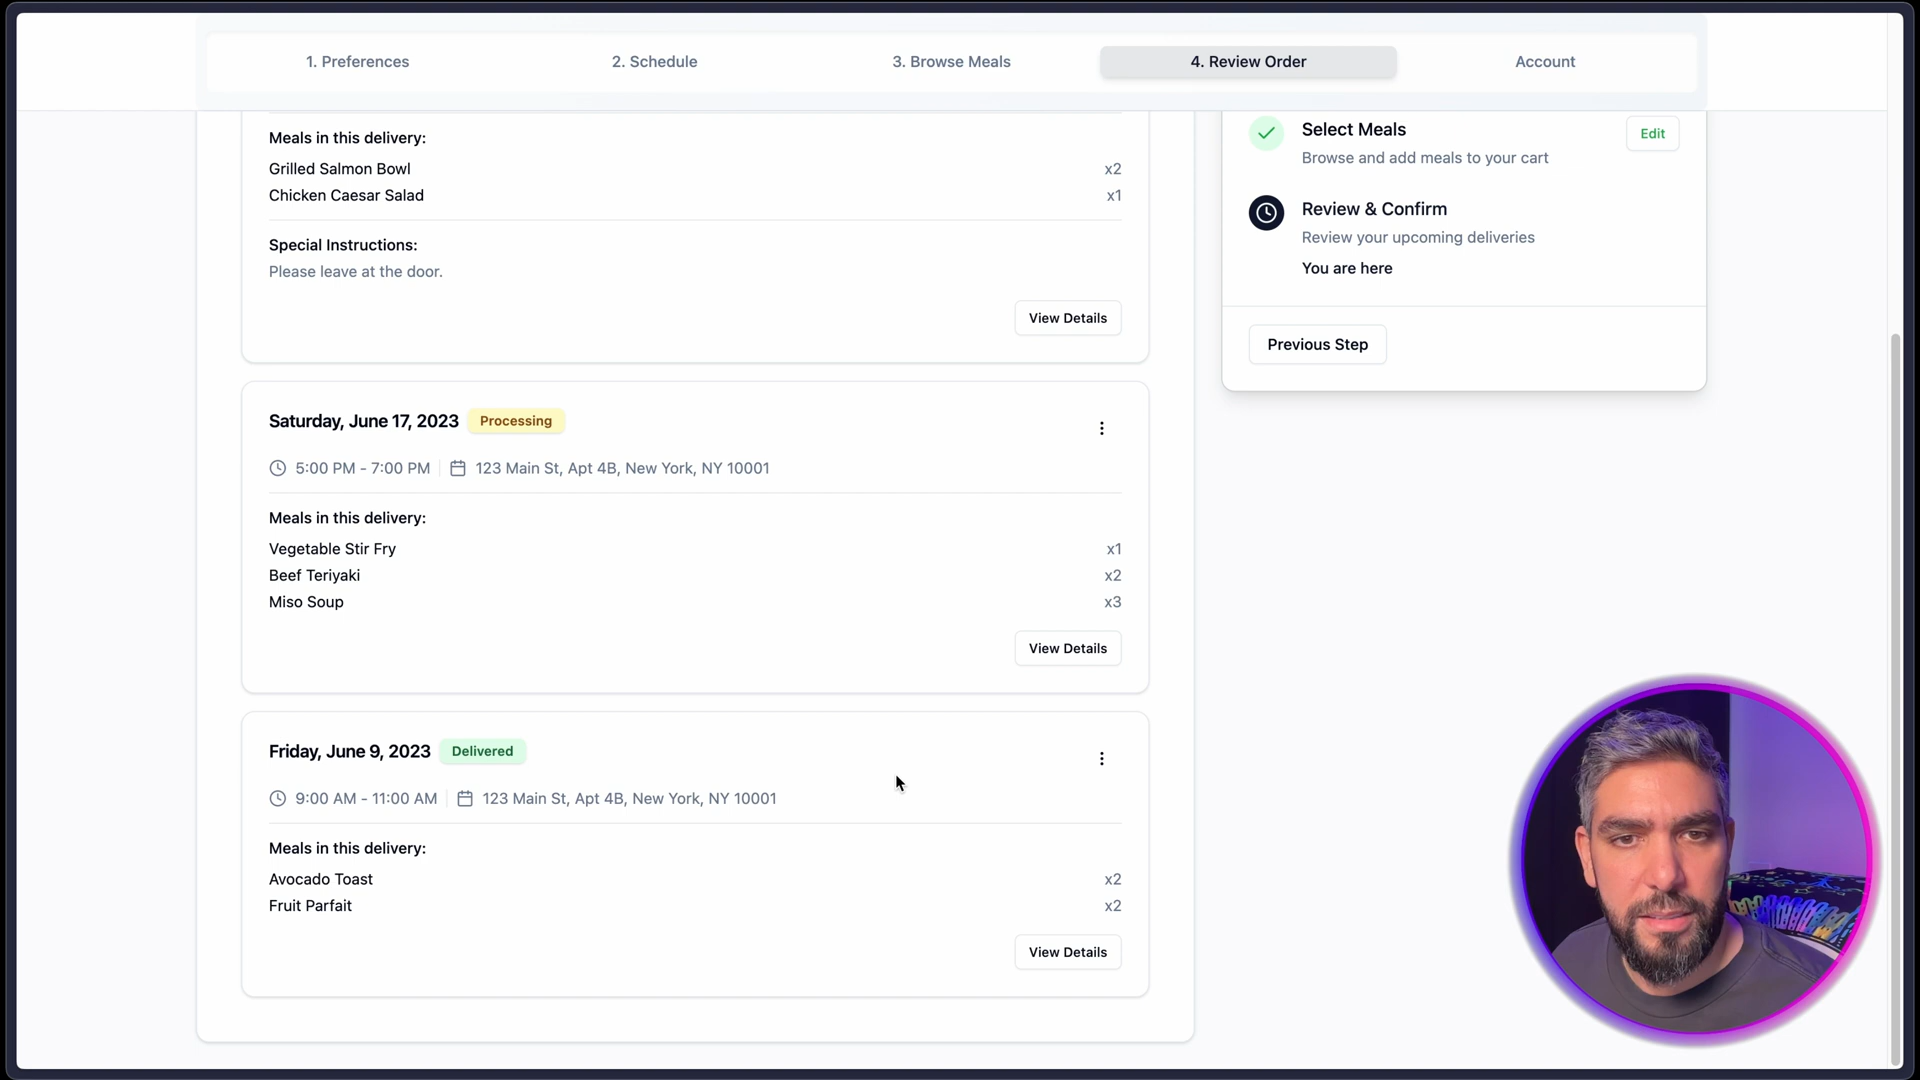 1. Preferences
2. Schedule
3. Browse Meals
4. Review Order
Account
Meals in this delivery:
Grilled Salmon Bowl x2
Chicken Caesar Salad x1
Special Instructions:
Please leave at the door.
View Details
Saturday, June 17, 2023 Processing
5:00 PM - 7:00 PM 123 Main St, Apt 4B, New York, NY 10001
Meals in this delivery:
Vegetable Stir Fry x1
Beef Teriyaki x2
Miso Soup x3
View Details
Friday, June 9, 2023 Delivered
9:00 AM - 11:00 AM 123 Main St, Apt 4B, New York, NY 10001
Meals in this delivery:
Avocado Toast x2
Fruit Parfait x2
View Details
Select Meals Edit
Browse and add meals to your cart
Review & Confirm
Review your upcoming deliveries
You are here
Previous Step